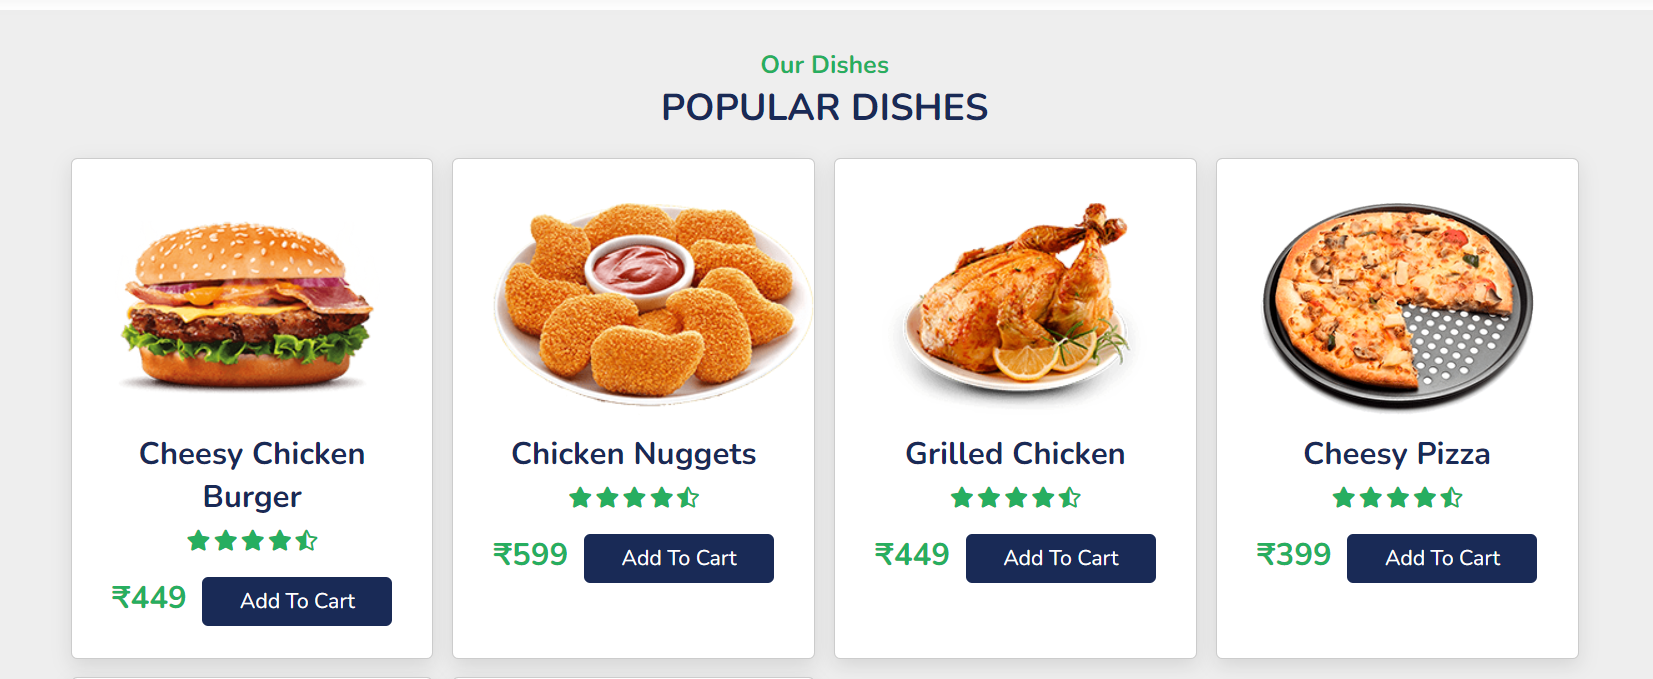 Our Dishes
POPULAR DISHES
Cheesy Chicken
Burger
₹449 Add To Cart
Chicken Nuggets
₹599 Add To Cart
Grilled Chicken
₹449 Add To Cart
Cheesy Pizza
₹399 Add To Cart